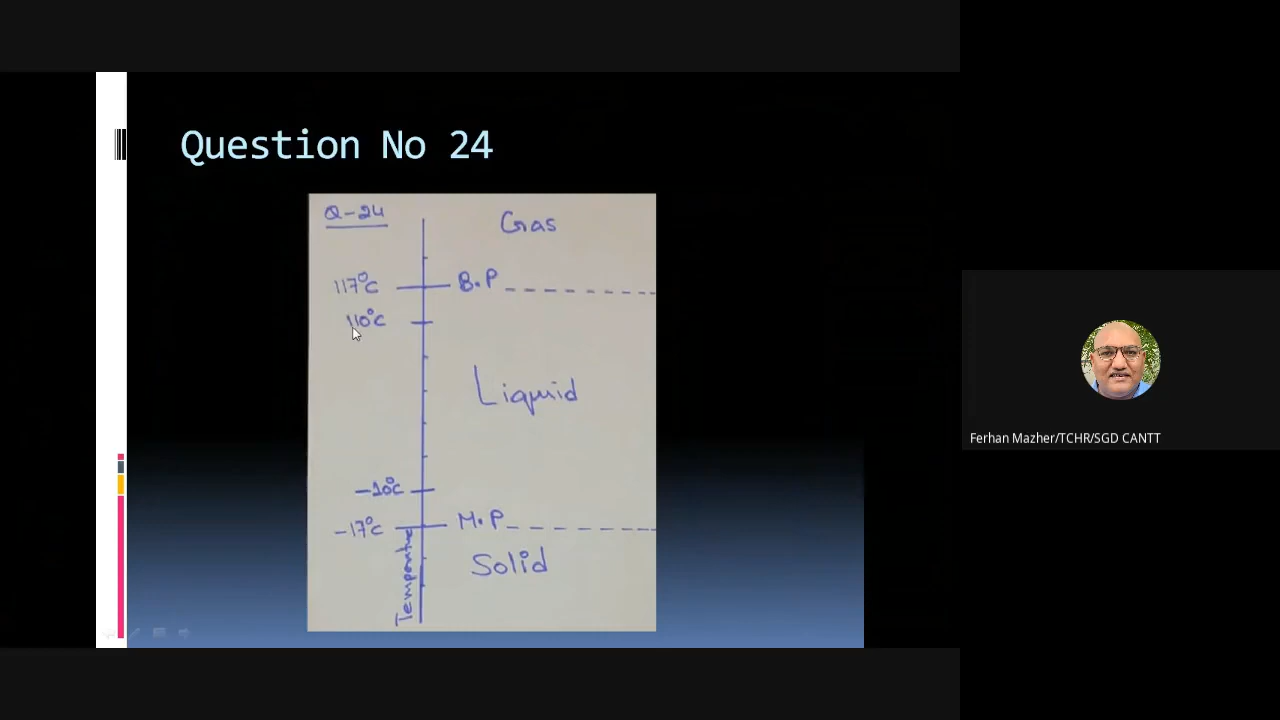 Question No 24
Q-24
Gas
117°C B.P
110°C
Liquid
-10°C
-17°C M.P
Temperature
Solid
Ferhan Mazher/TCHR/SGD CANTT